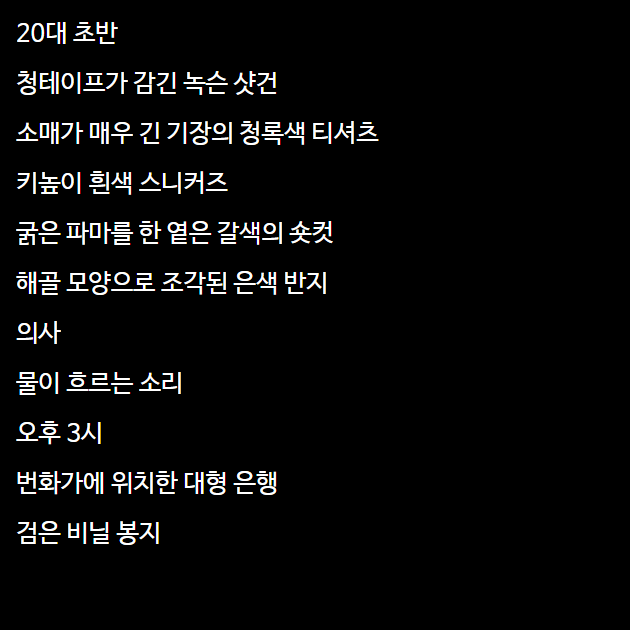 20대 초반
청테이프가 감긴 녹슨 샷건
소매가 매우 긴 기장의 청록색 티셔츠
키높이 흰색 스니커즈
굵은 파마를 한 옅은 갈색의 숏컷
해골 모양으로 조각된 은색 반지
의사
물이 흐르는 소리
오후 3시
번화가에 위치한 대형 은행
검은 비닐 봉지